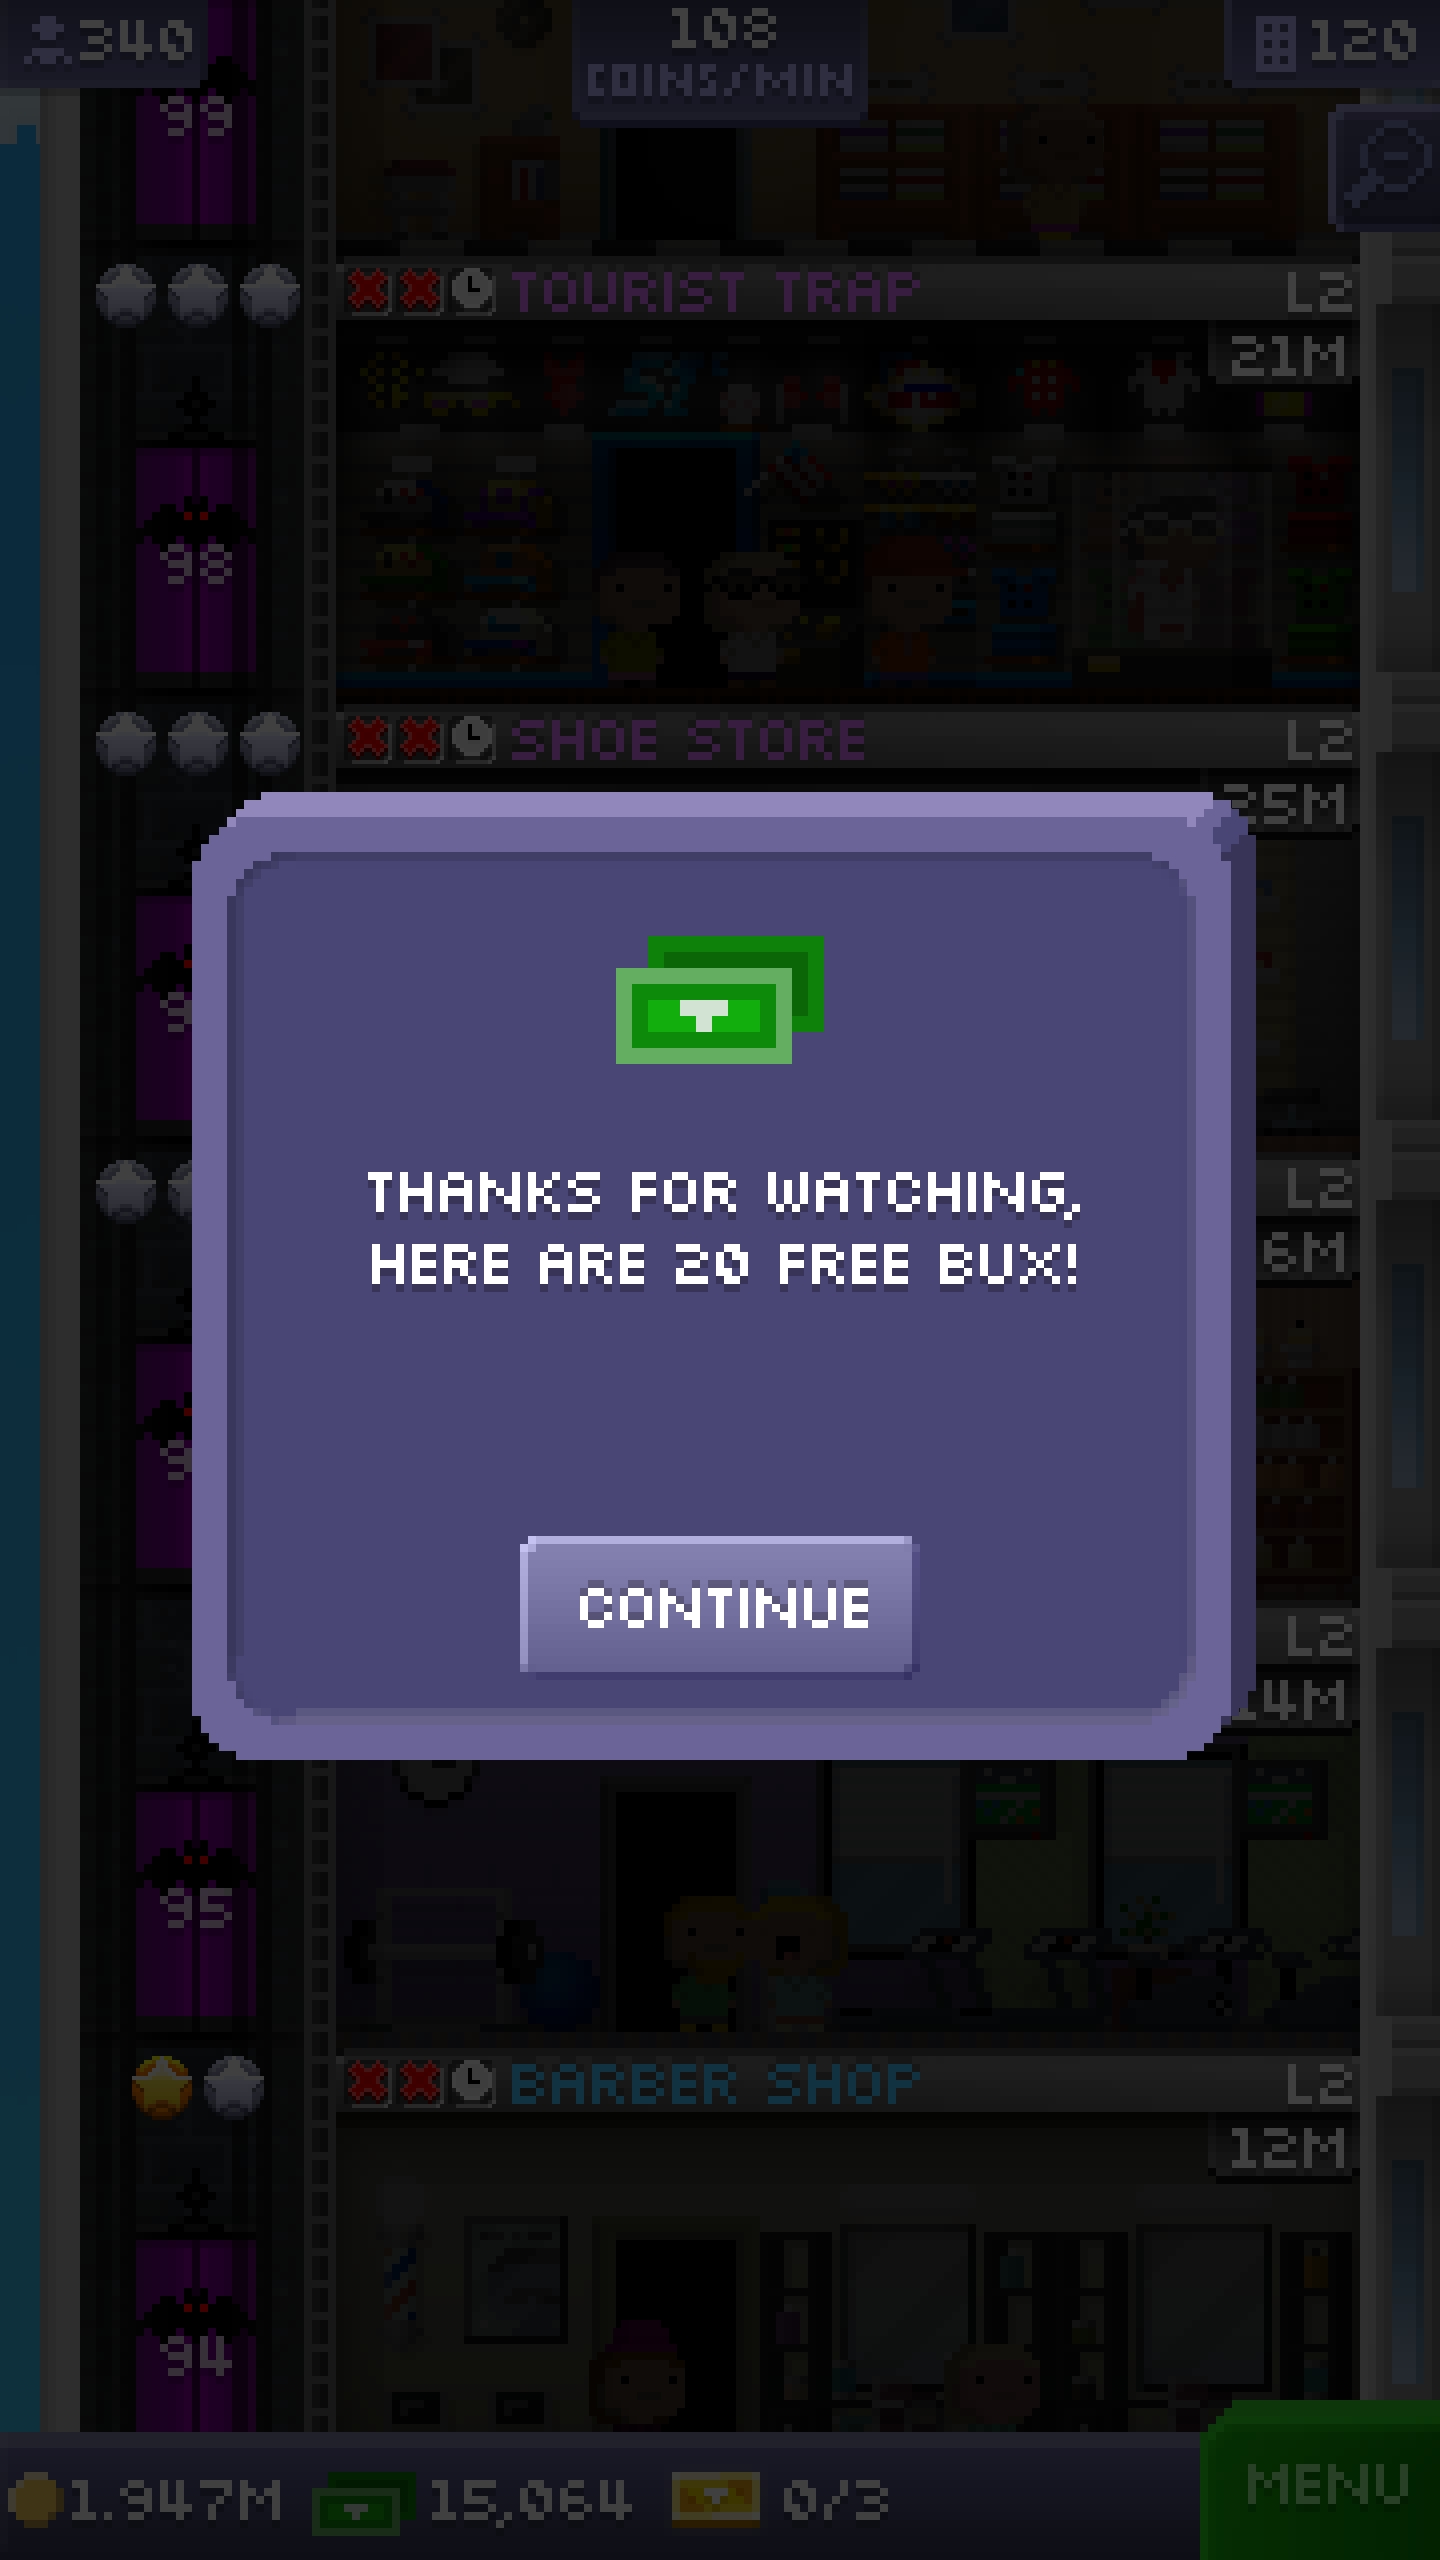 340
108
COINS/MIN
120
99
TOURIST TRAP
L2
21M
98
SHOE STORE
L2
25M
L2
6M
THANKS FOR WATCHING,
HERE ARE 20 FREE BUX!
CONTINUE
L2
14M
95
BARBER SHOP
L2
12M
94
1.947M
15,064
0/3
MENU